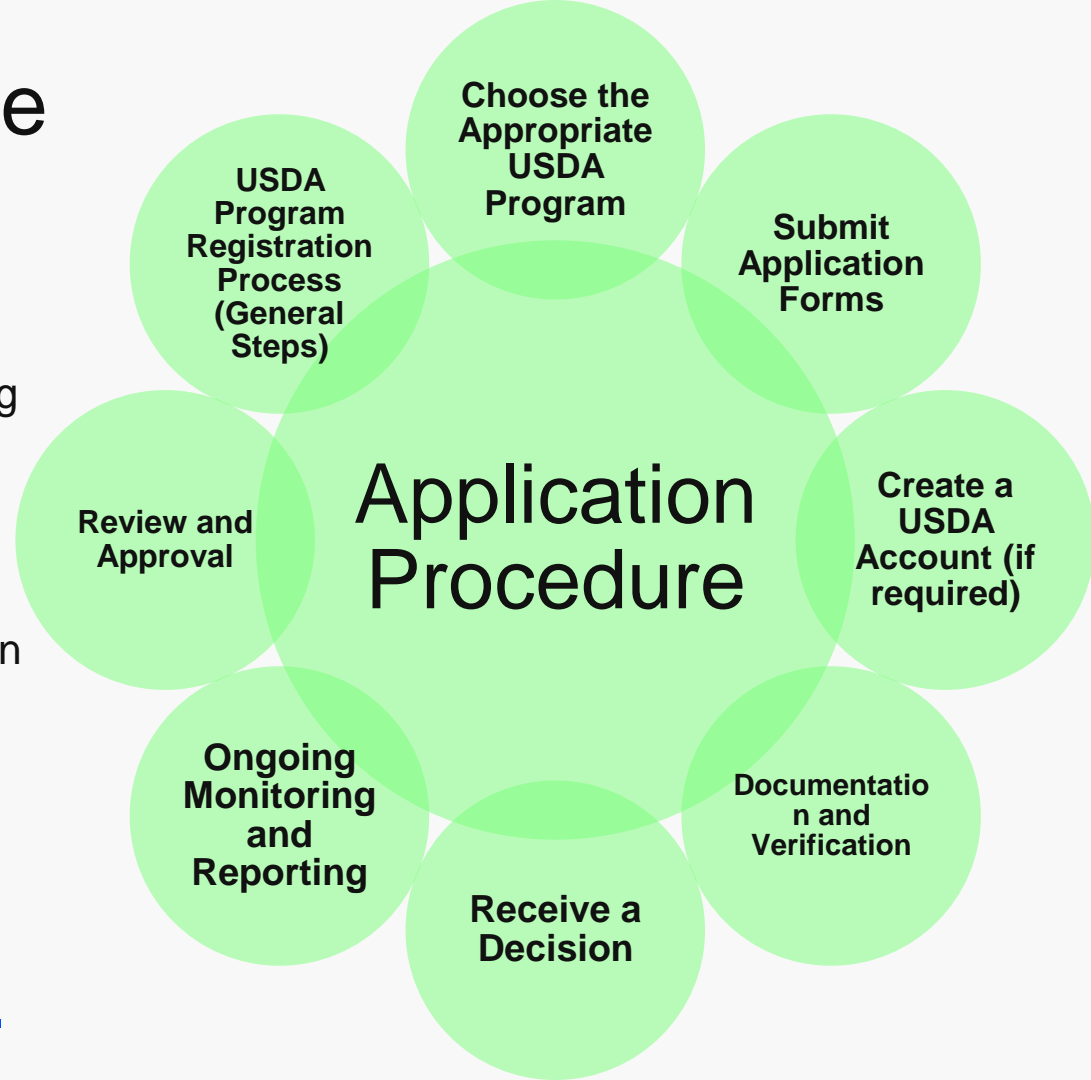 e
g
n
Choose the
Appropriate
USDA
Program
Submit
Application
Forms
Create a
USDA
Account (if
required)
Documentatio
n and
Verification
Receive a
Decision
Ongoing
Monitoring
and
Reporting
Review and
Approval
USDA
Program
Registration
Process
(General
Steps)
Application
Procedure